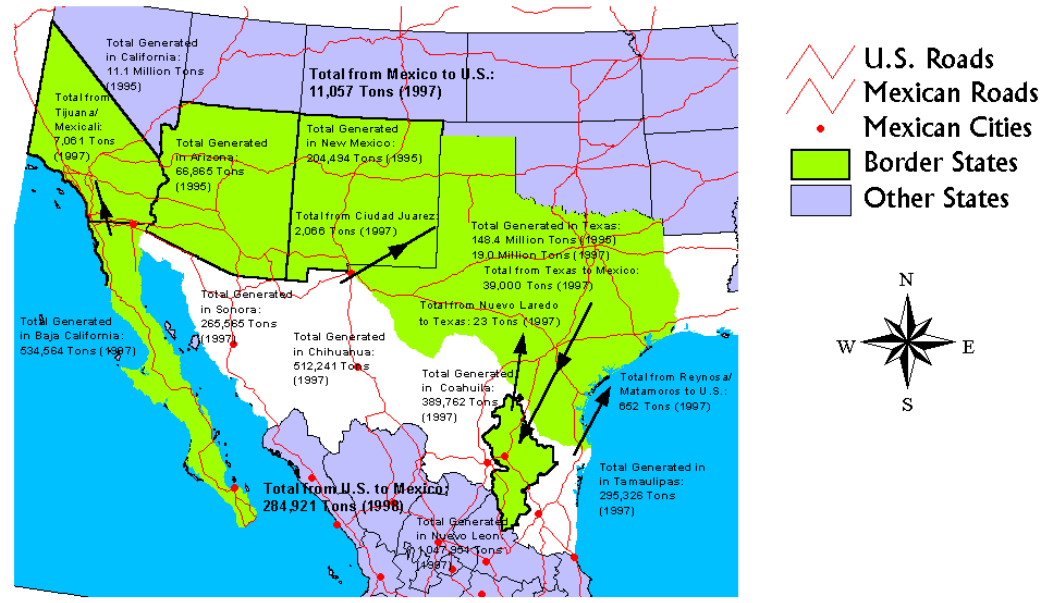 Total Generated
in California:
11.1 Million Tons
(1995)
Total from Mexico to U.S.:
11,057 Tons (1997)
Total from
Tijuana/
Mexicali:
7,061 Tons
(1997)
Total Generated
in Arizona:
66,865 Tons
(1995)
Total Generated
in New Mexico:
204,494 Tons (1995)
Total from Ciudad Juarez:
2,066 Tons (1997)
Total Generated in Texas:
148.4 Million Tons (1995)
19.0 Million Tons (1997)
Total from Texas to Mexico:
39,000 Tons (1997)
Total from Nuevo Laredo
to Texas: 23 Tons (1997)
Total Generated
in Sonora:
265,565 Tons
(1997)
Total Generated
in Baja California:
534,564 Tons (1997)
Total Generated
in Chihuahua:
512,241 Tons
(1997)
Total Generated
in Coahuila:
389,762 Tons
(1997)
Total from Reynosa/
Matamoros to U.S.:
652 Tons (1997)
Total Generated in
Tamaulipas:
295,326 Tons
(1997)
Total from U.S. to Mexico:
284,921 Tons (1998)
Total Generated
in Nuevo Leon:
1,047,954 Tons
(1997)
U.S. Roads
Mexican Roads
Mexican Cities
Border States
Other States
N
W E
S